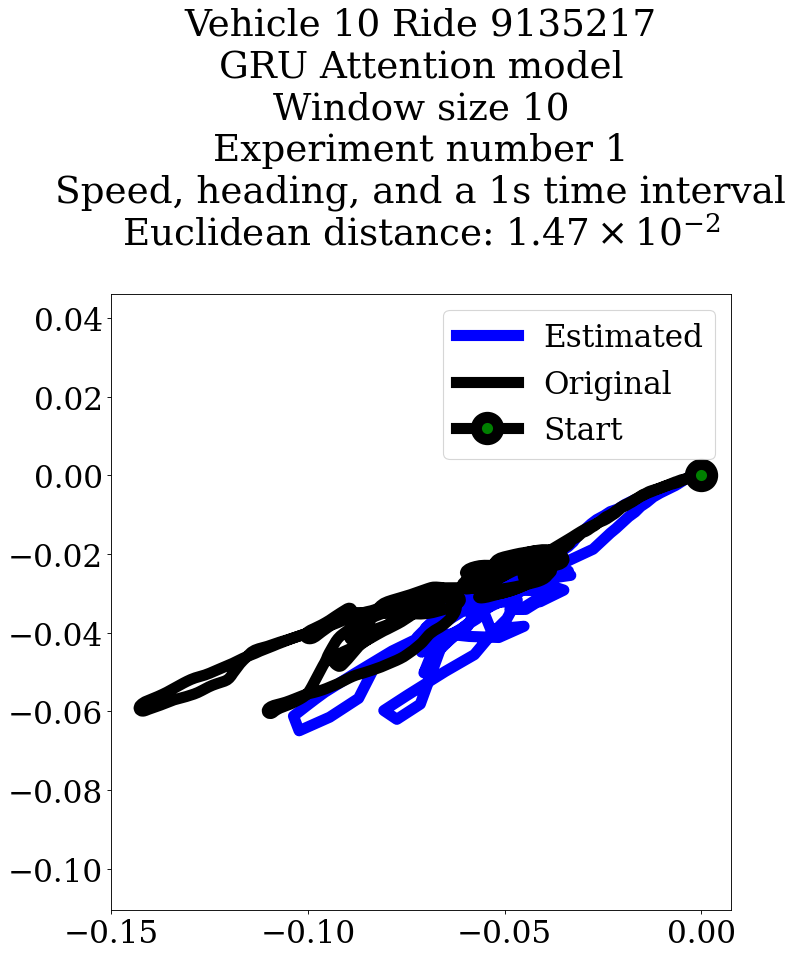 Vehicle 10 Ride 9135217
GRU Attention model
Window size 10
Experiment number 1
Speed, heading, and a 1s time interval
Euclidean distance: 1.47 × 10⁻²
Estimated
Original
Start
0.04
0.02
0.00
−0.02
−0.04
−0.06
−0.08
−0.10
−0.15
−0.10
−0.05
0.00